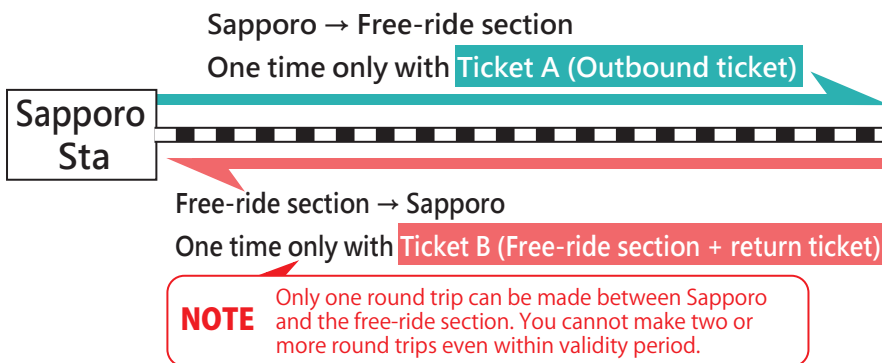 Sapporo → Free-ride section
One time only with Ticket A (Outbound ticket)
Sapporo
Sta
Free-ride section → Sapporo
One time only with Ticket B (Free-ride section + return ticket)
NOTE
Only one round trip can be made between Sapporo
and the free-ride section. You cannot make two or
more round trips even within validity period.